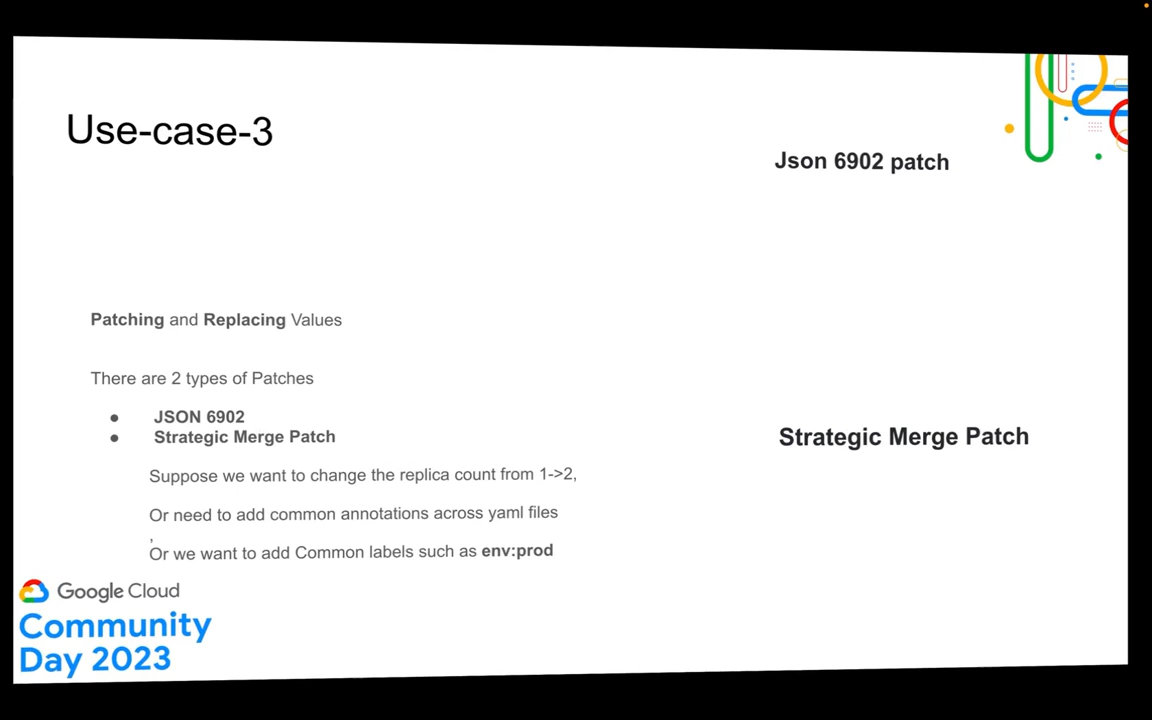 Use-case-3
Json 6902 patch
Patching and Replacing Values
There are 2 types of Patches
● JSON 6902
● Strategic Merge Patch
Suppose we want to change the replica count from 1->2,
Or need to add common annotations across yaml files
,
Or we want to add Common labels such as env:prod
Strategic Merge Patch
Google Cloud
Community
Day 2023